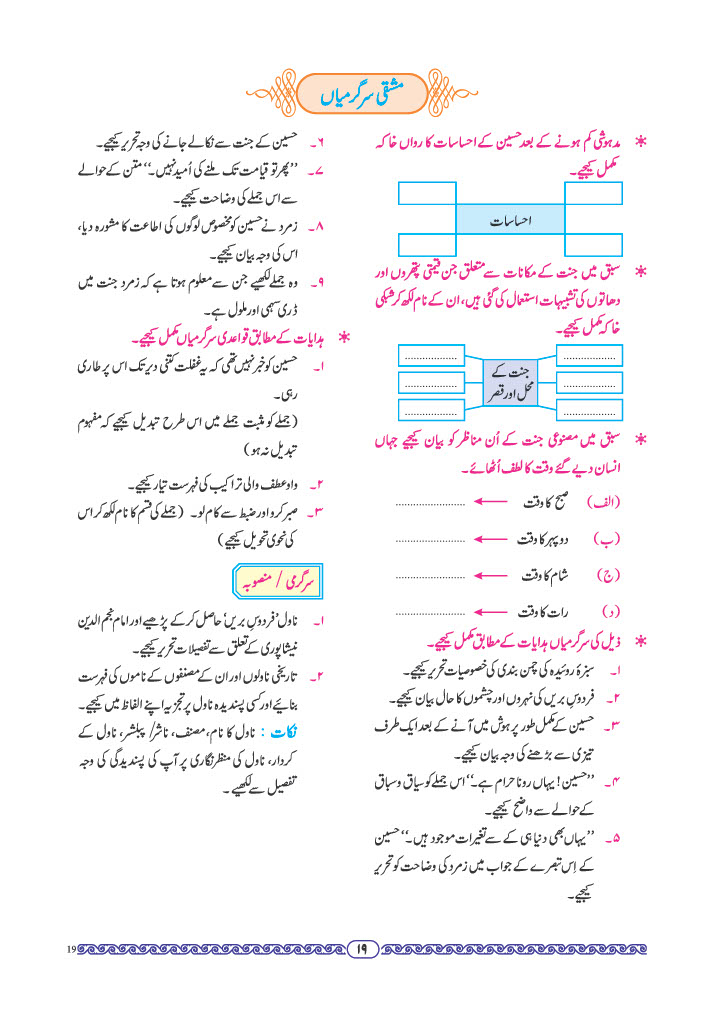 مشقی سرگرمیاں
* مدہوشی کم ہونے کے بعد حسین کے احساسات کا رواں خاکہ
مکمل کیجیے۔
احساسات
* سبق میں جنت کے مکانات سے متعلق جن قیمتی پتھروں اور
دھاتوں کی تشبیہات استعمال کی گئی ہیں، ان کے نام لکھ کر شبکی
خاکہ مکمل کیجیے۔
جنت کے
محل اور قصر
* سبق میں مصنوعی جنت کے اُن مناظر کو بیان کیجیے جہاں
انسان دیے گئے وقت کا لطف اُٹھائے۔
(الف) صبح کا وقت ← ........................
(ب) دوپہر کا وقت ← ........................
(ج) شام کا وقت ← ........................
(د) رات کا وقت ← ........................
* ذیل کی سرگرمیاں ہدایات کے مطابق مکمل کیجیے۔
۱۔ سبزۂ روئیدہ کی چمن بندی کی خصوصیات تحریر کیجیے۔
۲۔ فردوسِ بریں کی نہروں اور چشموں کا حال بیان کیجیے۔
۳۔ حسین کے مکمل طور پر ہوش میں آنے کے بعد ایک طرف
تیزی سے بڑھنے کی وجہ بیان کیجیے۔
۴۔ ”حسین! یہاں رونا حرام ہے۔“ اس جملے کو سیاق و سباق
کے حوالے سے واضح کیجیے۔
۵۔ ”یہاں بھی دنیا ہی کے سے تغیرات موجود ہیں۔“ حسین
کے اِس تبصرے کے جواب میں زمرد کی وضاحت کو تحریر
کیجیے۔
۶۔ حسین کے جنت سے نکالے جانے کی وجہ تحریر کیجیے۔
۷۔ ”پھر تو قیامت تک ملنے کی اُمید نہیں۔“ متن کے حوالے
سے اس جملے کی وضاحت کیجیے۔
۸۔ زمرد نے حسین کو مخصوص لوگوں کی اطاعت کا مشورہ دیا،
اس کی وجہ بیان کیجیے۔
۹۔ وہ جملے لکھیے جن سے معلوم ہوتا ہے کہ زمرد جنت میں
ڈری سہمی اور ملول ہے۔
* ہدایات کے مطابق قواعدی سرگرمیاں مکمل کیجیے۔
۱۔ حسین کو خبر نہیں تھی کہ یہ غفلت کتنی دیر تک اس پر طاری
رہی۔
(جملے کو مثبت جملے میں اس طرح تبدیل کیجیے کہ مفہوم
تبدیل نہ ہو)
۲۔ واو عطف والی تراکیب کی فہرست تیار کیجیے۔
۳۔ صبر کرو اور ضبط سے کام لو۔ (جملے کی قسم کا نام لکھ کر اس
کی نحوی تحویل کیجیے)
سرگرمی / منصوبہ
۱۔ ناول ’فردوسِ بریں‘ حاصل کر کے پڑھیے اور امام نجم الدین
نیشاپوری کے تعلق سے تفصیلات تحریر کیجیے۔
۲۔ تاریخی ناولوں اور ان کے مصنفوں کے ناموں کی فہرست
بنائیے اور کسی پسندیدہ ناول پر تجزیہ اپنے الفاظ میں کیجیے۔
نکات : ناول کا نام، مصنف، ناشر/ پبلشر، ناول کے
کردار، ناول کی منظر نگاری پر آپ کی پسندیدگی کی وجہ
تفصیل سے لکھیے۔
۱۹
19